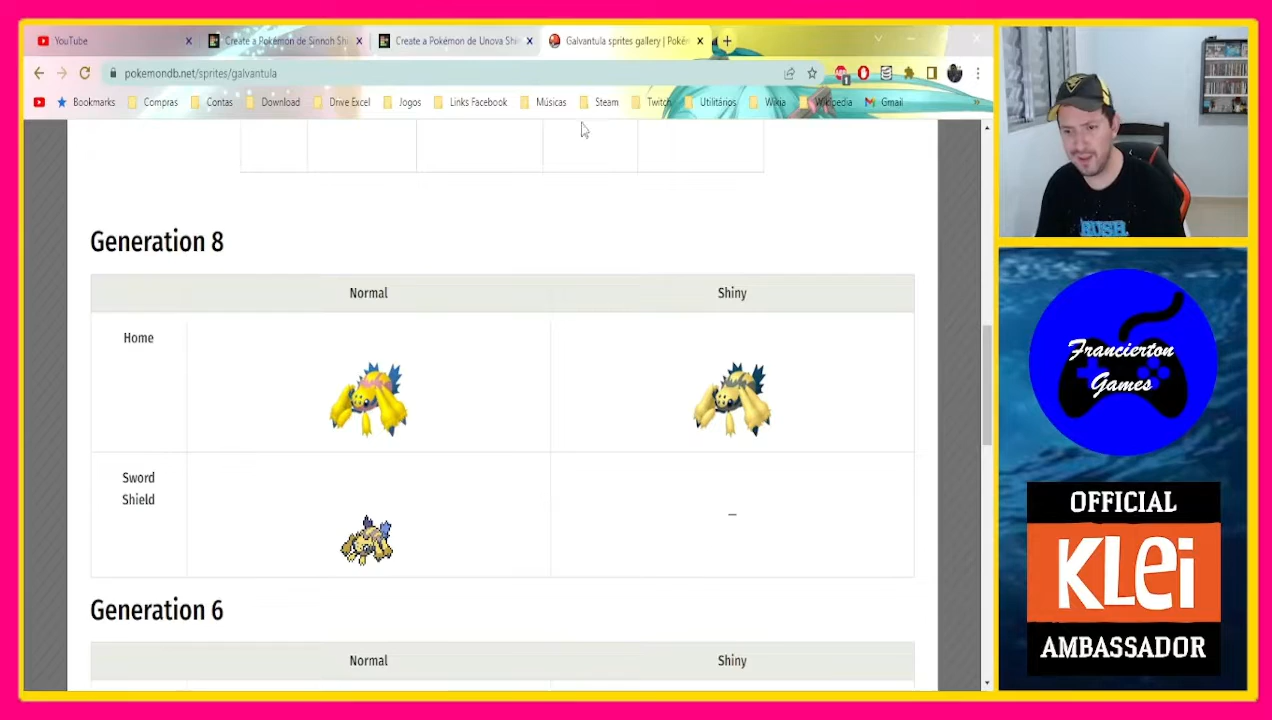 YouTube
Create a Pokémon de Sinnoh Shi
Create a Pokémon de Unova Shi
Galvantula sprites gallery | Poké
pokemondb.net/sprites/galvantula
Bookmarks Compras Contas Download Drive Excel Jogos Links Facebook Músicas Steam Twitch Utilitários Wikia Wikipedia Gmail
Generation 8
Normal Shiny
Home
Sword
Shield
–
Generation 6
Normal Shiny
Francierton
Games
OFFICIAL
KLei
AMBASSADOR